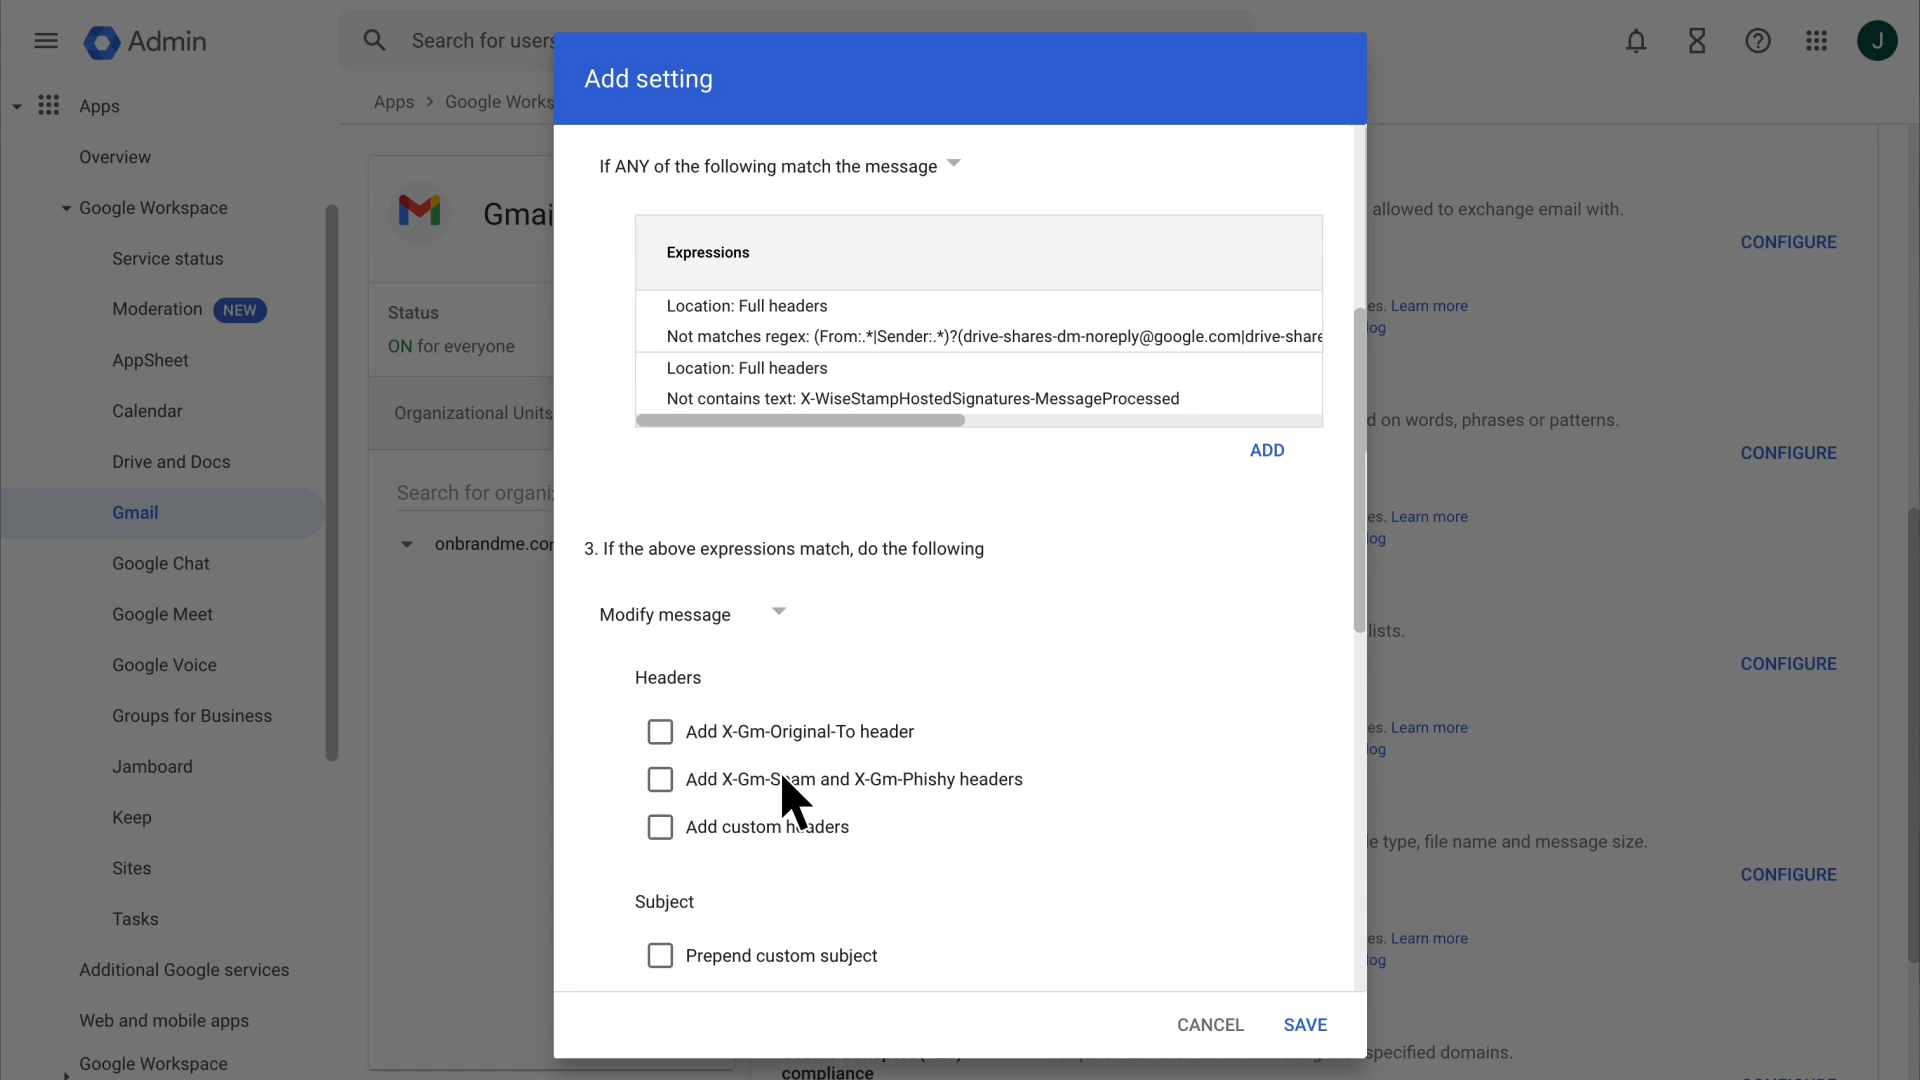 Admin
Search for users
J
Apps
Overview
Google Workspace
Service status
Moderation NEW
AppSheet
Calendar
Drive and Docs
Gmail
Google Chat
Google Meet
Google Voice
Groups for Business
Jamboard
Keep
Sites
Tasks
Additional Google services
Web and mobile apps
Google Workspace
Apps > Google Works
Gmai
Status
ON for everyone
Organizational Units
Search for organi
onbrandme.co
Add setting
If ANY of the following match the message
Expressions
Location: Full headers
Not matches regex: (From:.*|Sender:.*)?(drive-shares-dm-noreply@google.com|drive-share
Location: Full headers
Not contains text: X-WiseStampHostedSignatures-MessageProcessed
ADD
3. If the above expressions match, do the following
Modify message
Headers
Add X-Gm-Original-To header
Add X-Gm-Spam and X-Gm-Phishy headers
Add custom headers
Subject
Prepend custom subject
CANCEL SAVE
allowed to exchange email with.
CONFIGURE
es. Learn more
log
d on words, phrases or patterns.
CONFIGURE
es. Learn more
log
lists.
CONFIGURE
es. Learn more
log
e type, file name and message size.
CONFIGURE
es. Learn more
log
specified domains.
compliance